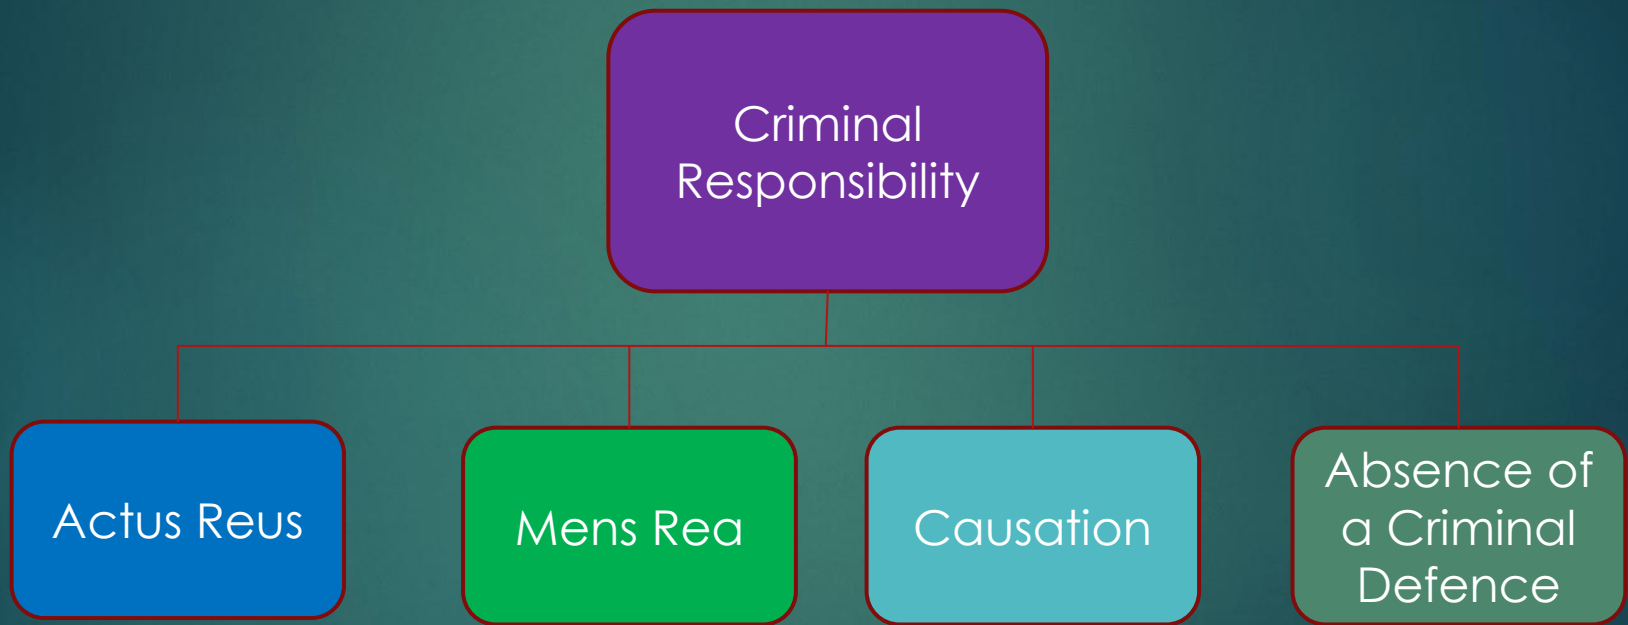 Criminal
Responsibility
Actus Reus
Mens Rea
Causation
Absence of
a Criminal
Defence